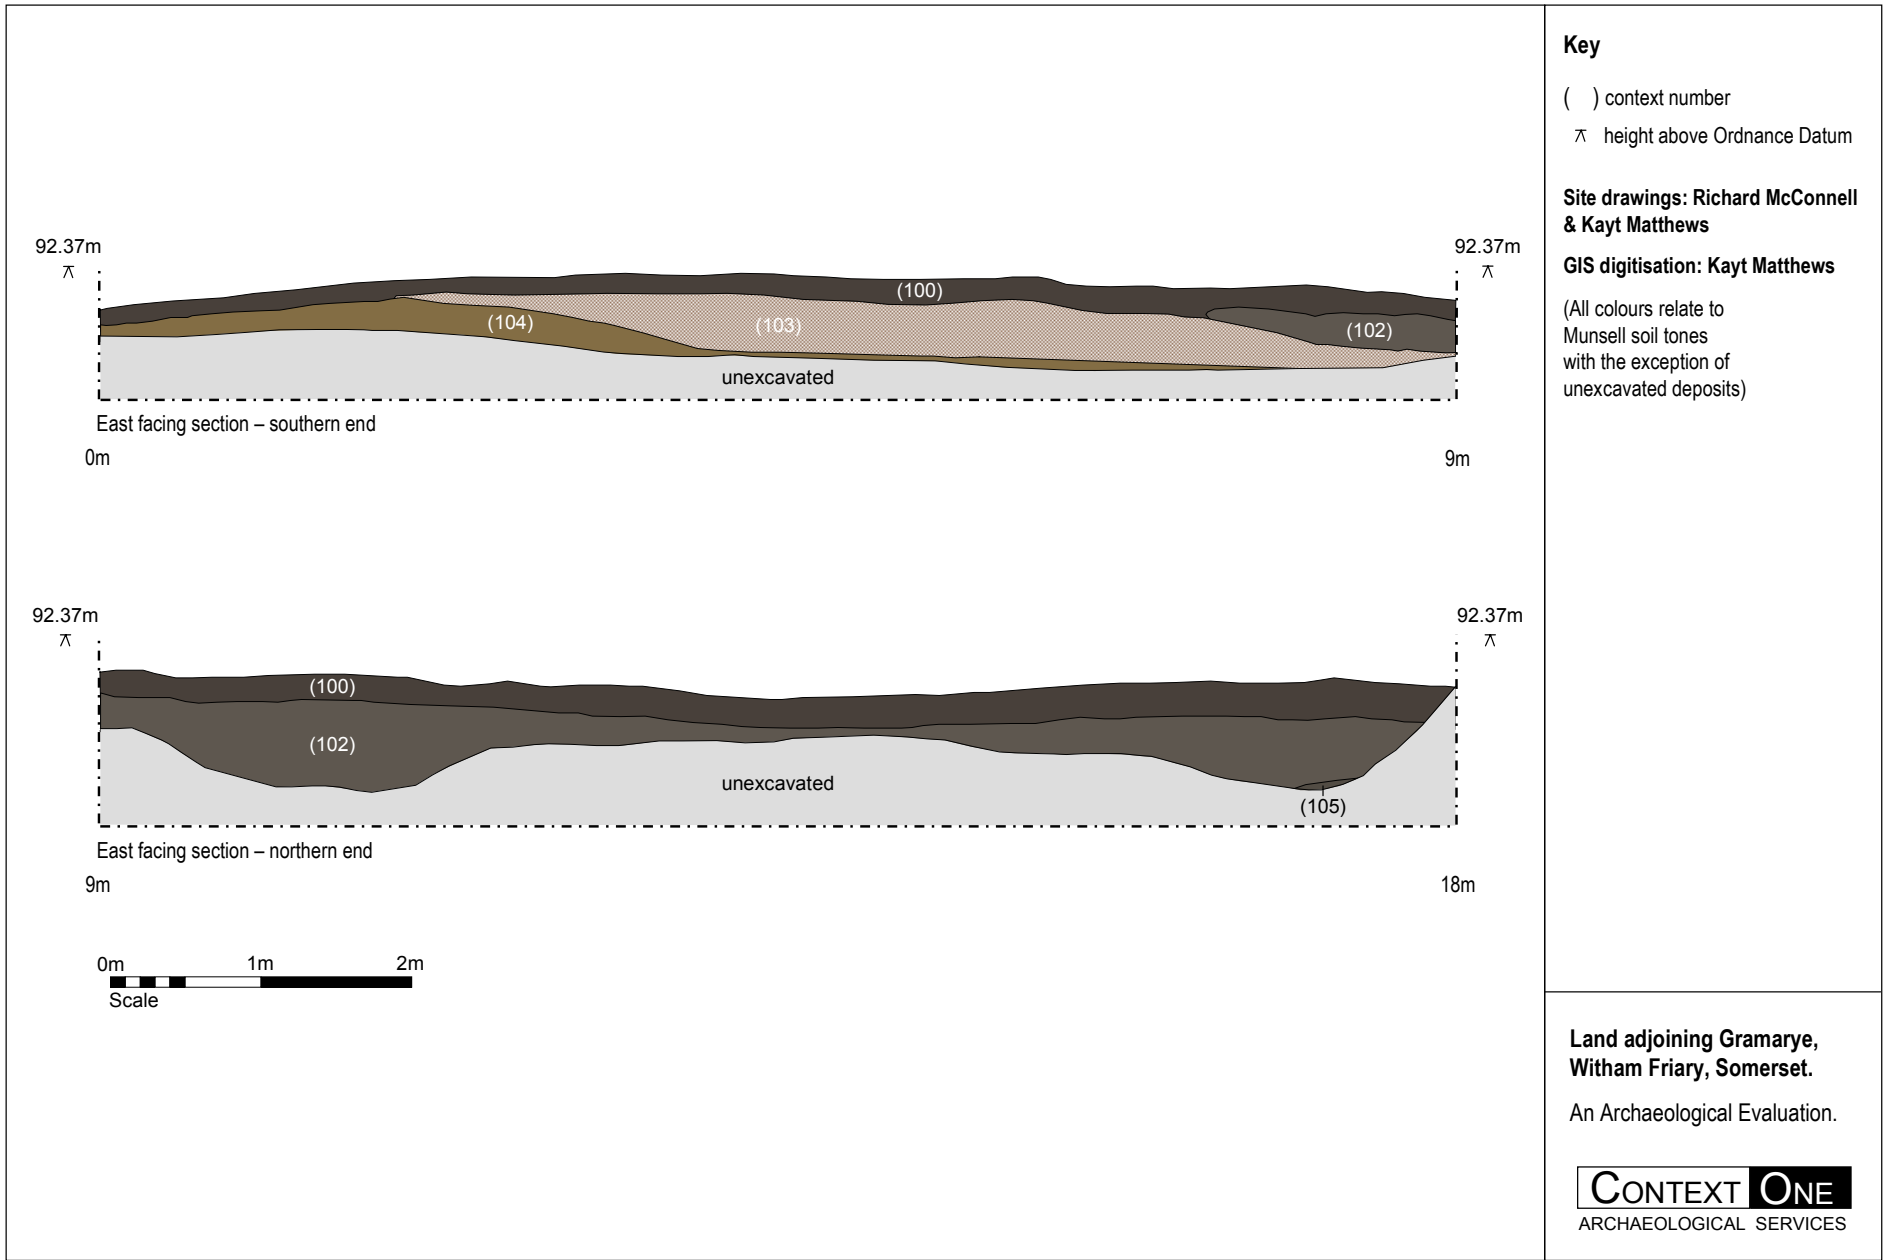 92.37m
92.37m
(100)
(104)
(103)
(102)
unexcavated
East facing section – southern end
0m
9m
92.37m
92.37m
(100)
(102)
unexcavated
(105)
East facing section – northern end
9m
18m
0m
1m
2m
Scale
Key
( ) context number
height above Ordnance Datum
Site drawings: Richard McConnell
& Kayt Matthews
GIS digitisation: Kayt Matthews
(All colours relate to
Munsell soil tones
with the exception of
unexcavated deposits)
Land adjoining Gramarye,
Witham Friary, Somerset.
An Archaeological Evaluation.
CONTEXT ONE
ARCHAEOLOGICAL SERVICES